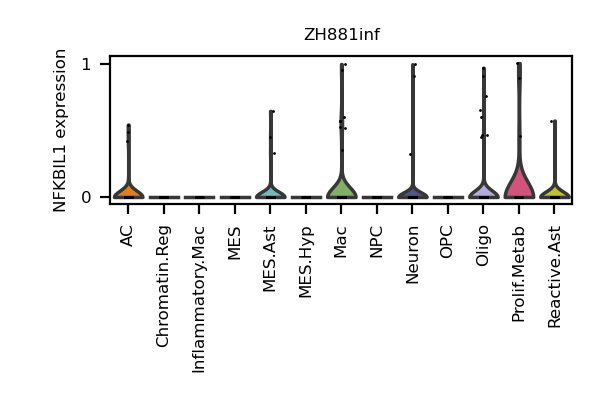 ZH881inf
NFKBIL1 expression
1
0
AC
Chromatin.Reg
Inflammatory.Mac
MES
MES.Ast
MES.Hyp
Mac
NPC
Neuron
OPC
Oligo
Prolif.Metab
Reactive.Ast